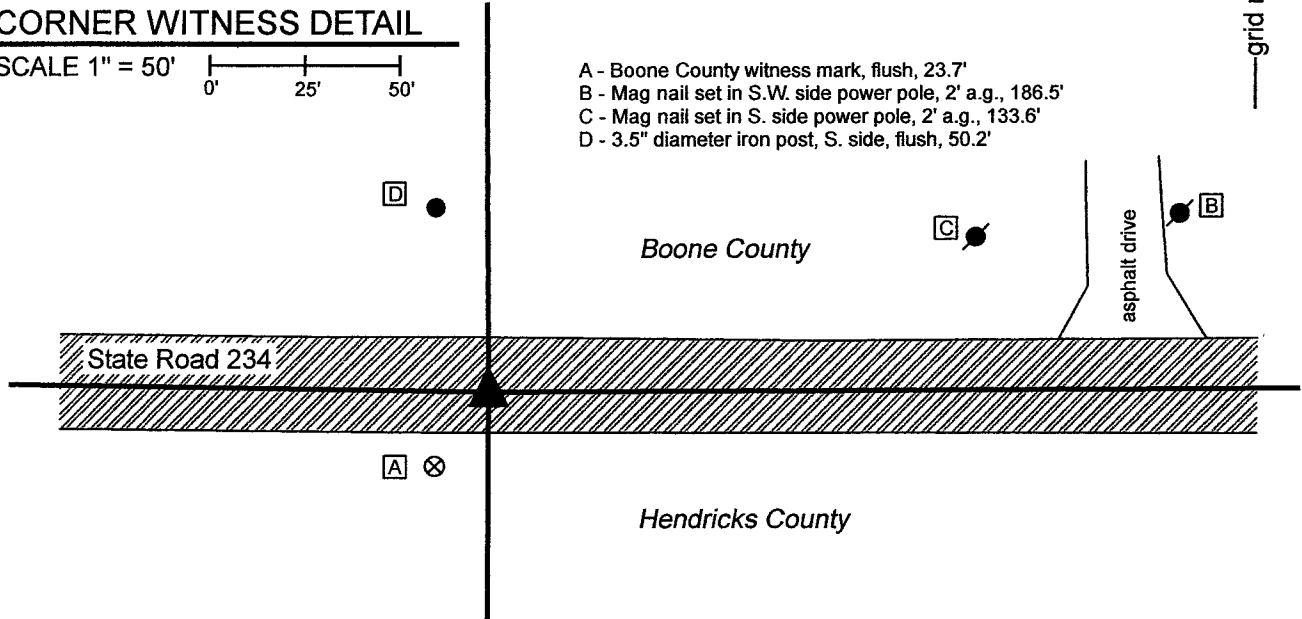 CORNER WITNESS DETAIL
SCALE 1" = 50'
0' 25' 50'
A - Boone County witness mark, flush, 23.7'
B - Mag nail set in S.W. side power pole, 2' a.g., 186.5'
C - Mag nail set in S. side power pole, 2' a.g., 133.6'
D - 3.5" diameter iron post, S. side, flush, 50.2'
grid
D
B
C
Boone County
asphalt drive
State Road 234
A
Hendricks County